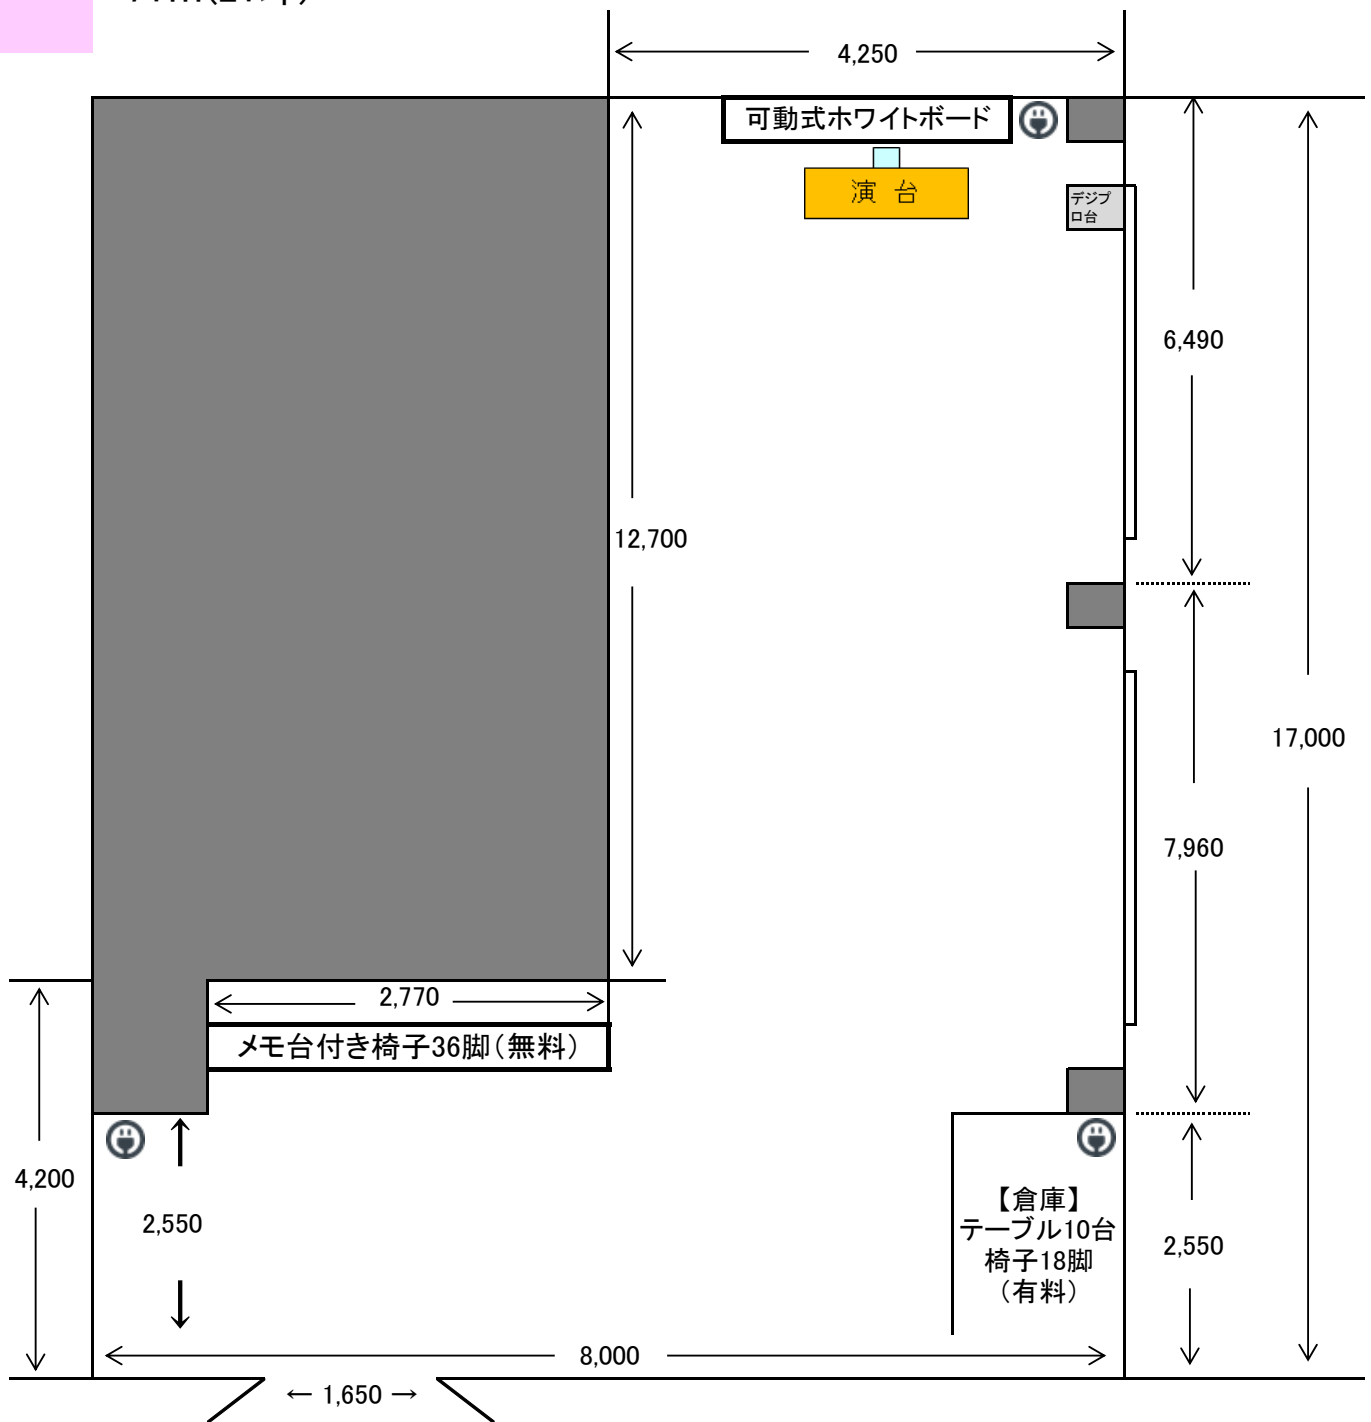 4,250
可動式ホワイトボード
演 台
デジプ
ロ台
6,490
12,700
17,000
7,960
2,770
メモ台付き椅子36脚（無料）
4,200
2,550
【倉庫】
テーブル10台
椅子18脚
（有料）
2,550
8,000
← 1,650 →